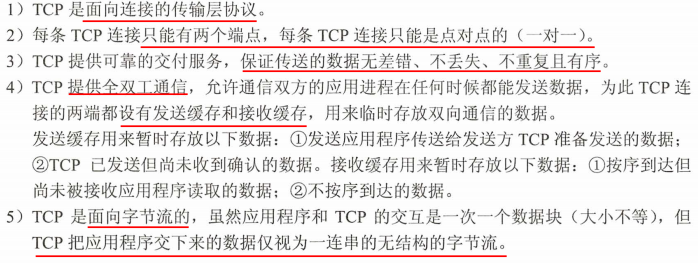 1）TCP 是面向连接的传输层协议。
2）每条 TCP 连接只能有两个端点，每条 TCP 连接只能是点对点的（一对一）。
3）TCP 提供可靠的交付服务，保证传送的数据无差错、不丢失、不重复且有序。
4）TCP 提供全双工通信，允许通信双方的应用进程在任何时候都能发送数据，为此 TCP 连
接的两端都设有发送缓存和接收缓存，用来临时存放双向通信的数据。
发送缓存用来暂时存放以下数据：①发送应用程序传送给发送方 TCP 准备发送的数据；
②TCP 已发送但尚未收到确认的数据。接收缓存用来暂时存放以下数据：①按序到达但
尚未被接收应用程序读取的数据；②不按序到达的数据。
5）TCP 是面向字节流的，虽然应用程序和 TCP 的交互是一次一个数据块（大小不等），但
TCP 把应用程序交下来的数据仅视为一连串的无结构的字节流。